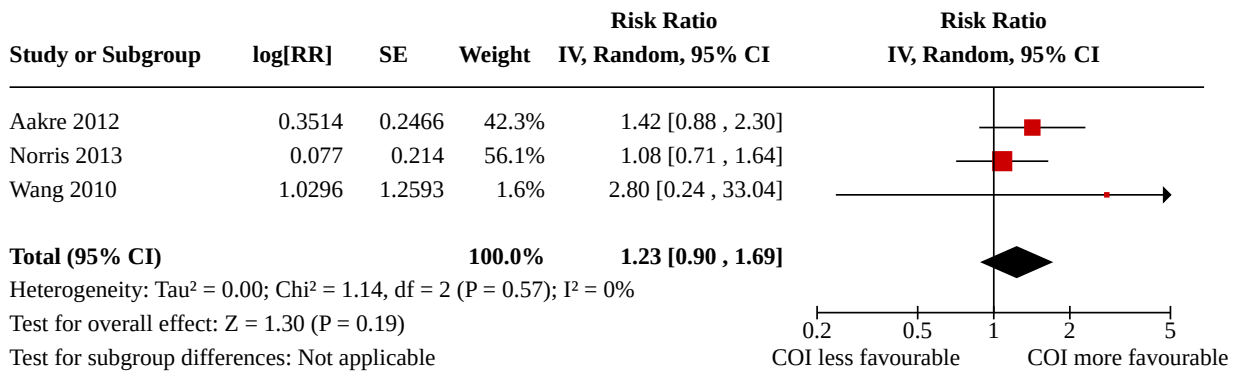 Risk Ratio Risk Ratio
Study or Subgroup log[RR] SE Weight IV, Random, 95% CI IV, Random, 95% CI
Aakre 2012 0.3514 0.2466 42.3% 1.42 [0.88 , 2.30]
Norris 2013 0.077 0.214 56.1% 1.08 [0.71 , 1.64]
Wang 2010 1.0296 1.2593 1.6% 2.80 [0.24 , 33.04]
Total (95% CI) 100.0% 1.23 [0.90 , 1.69]
Heterogeneity: Tau² = 0.00; Chi² = 1.14, df = 2 (P = 0.57); I² = 0%
Test for overall effect: Z = 1.30 (P = 0.19)
0.2 0.5 1 2 5
Test for subgroup differences: Not applicable COI less favourable COI more favourable